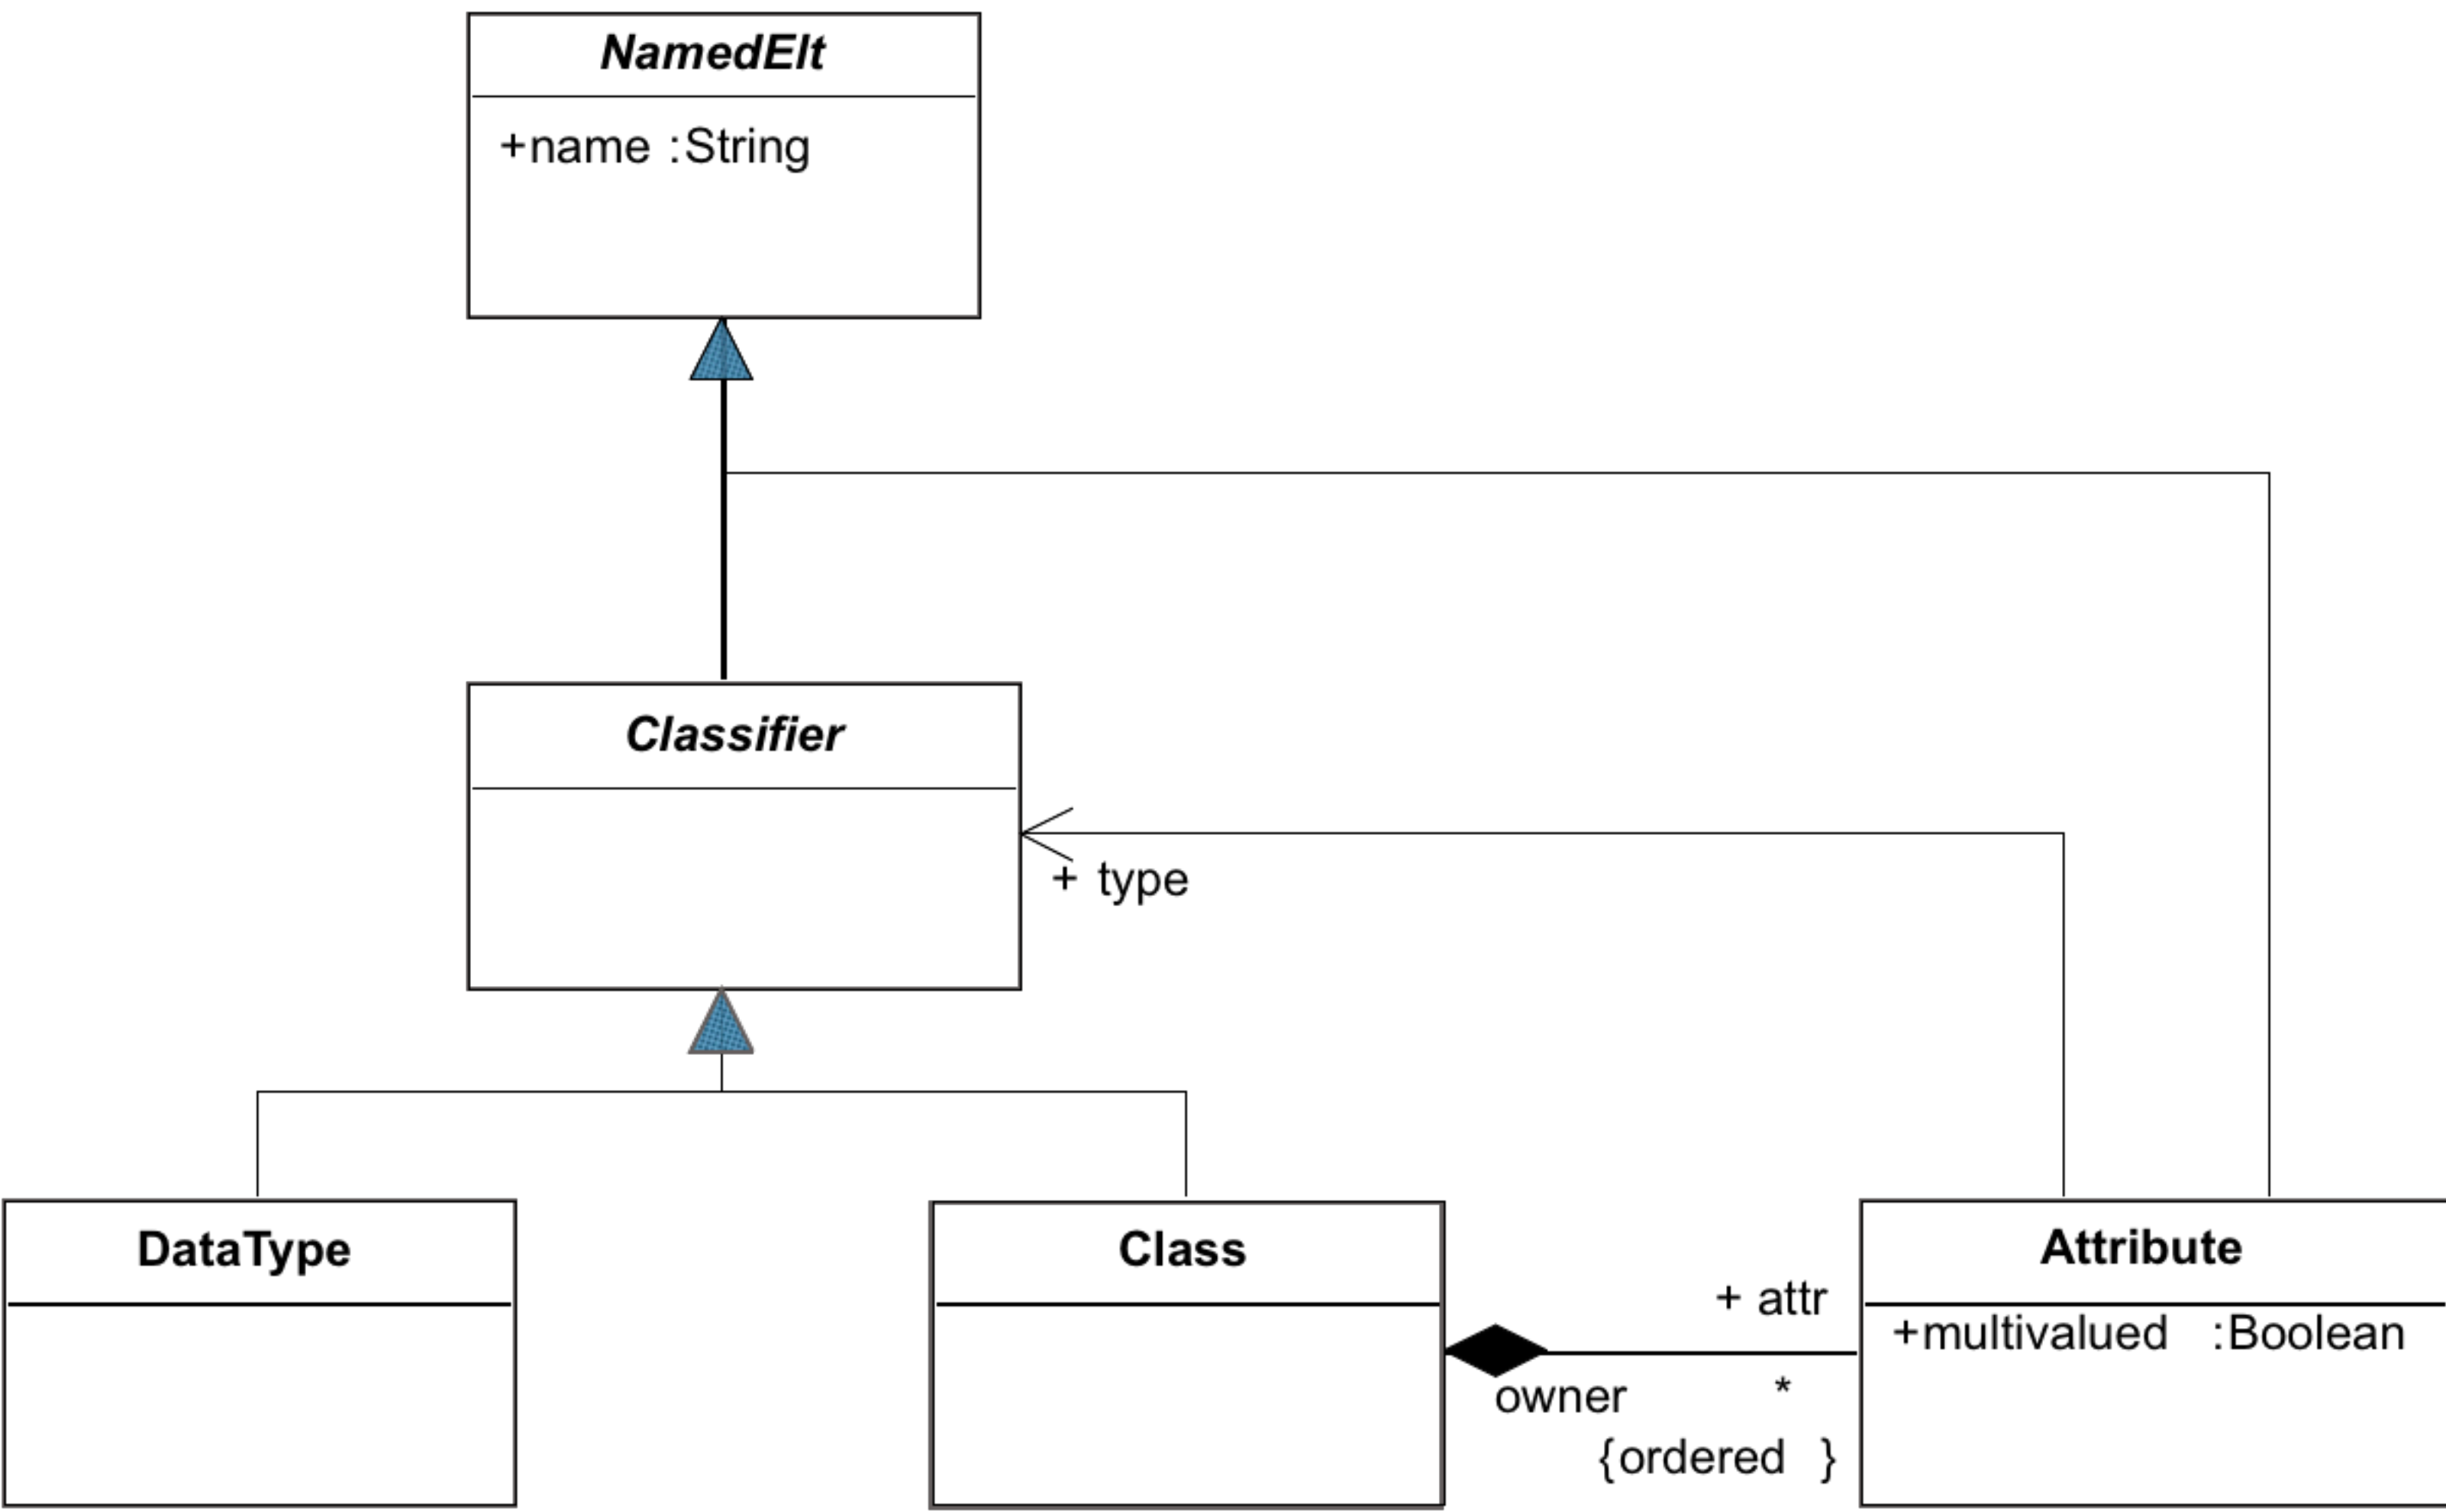 NamedElt
+name :String
Classifier
+ type
DataType
Class
Attribute
+ attr
+multivalued :Boolean
owner
*
{ordered }